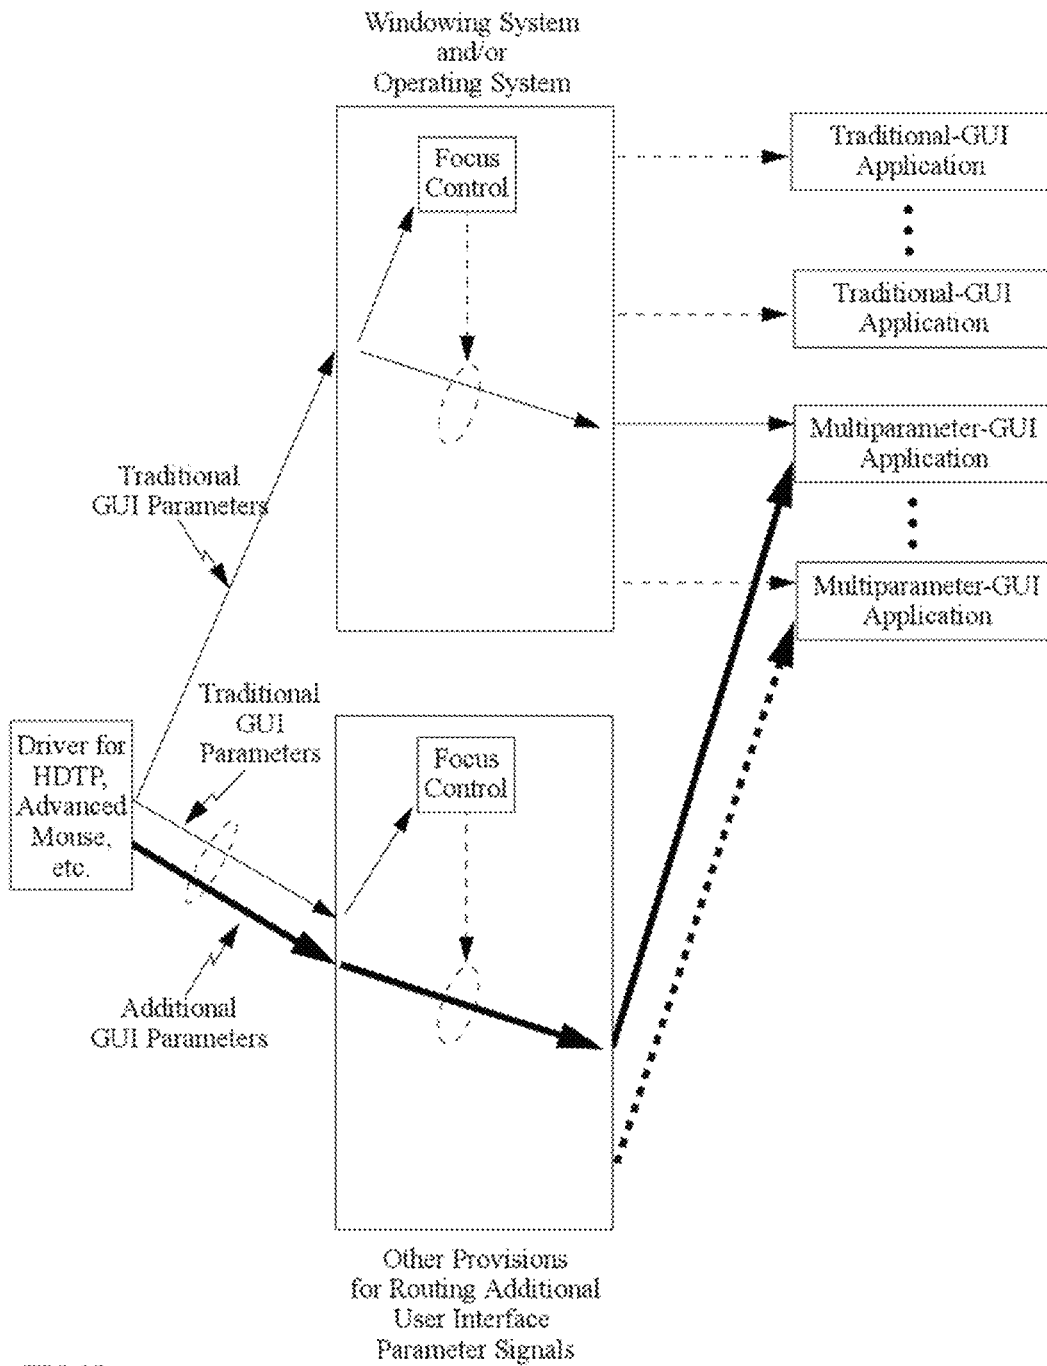 Windowing System
and/or
Operating System
Focus
Control
Traditional-GUI
Application
Traditional-GUI
Application
Multiparameter-GUI
Application
Multiparameter-GUI
Application
Traditional
GUI Parameters
Traditional
GUI
Parameters
Driver for
HDTP,
Advanced
Mouse,
etc.
Focus
Control
Additional
GUI Parameters
Other Provisions
for Routing Additional
User Interface
Parameter Signals